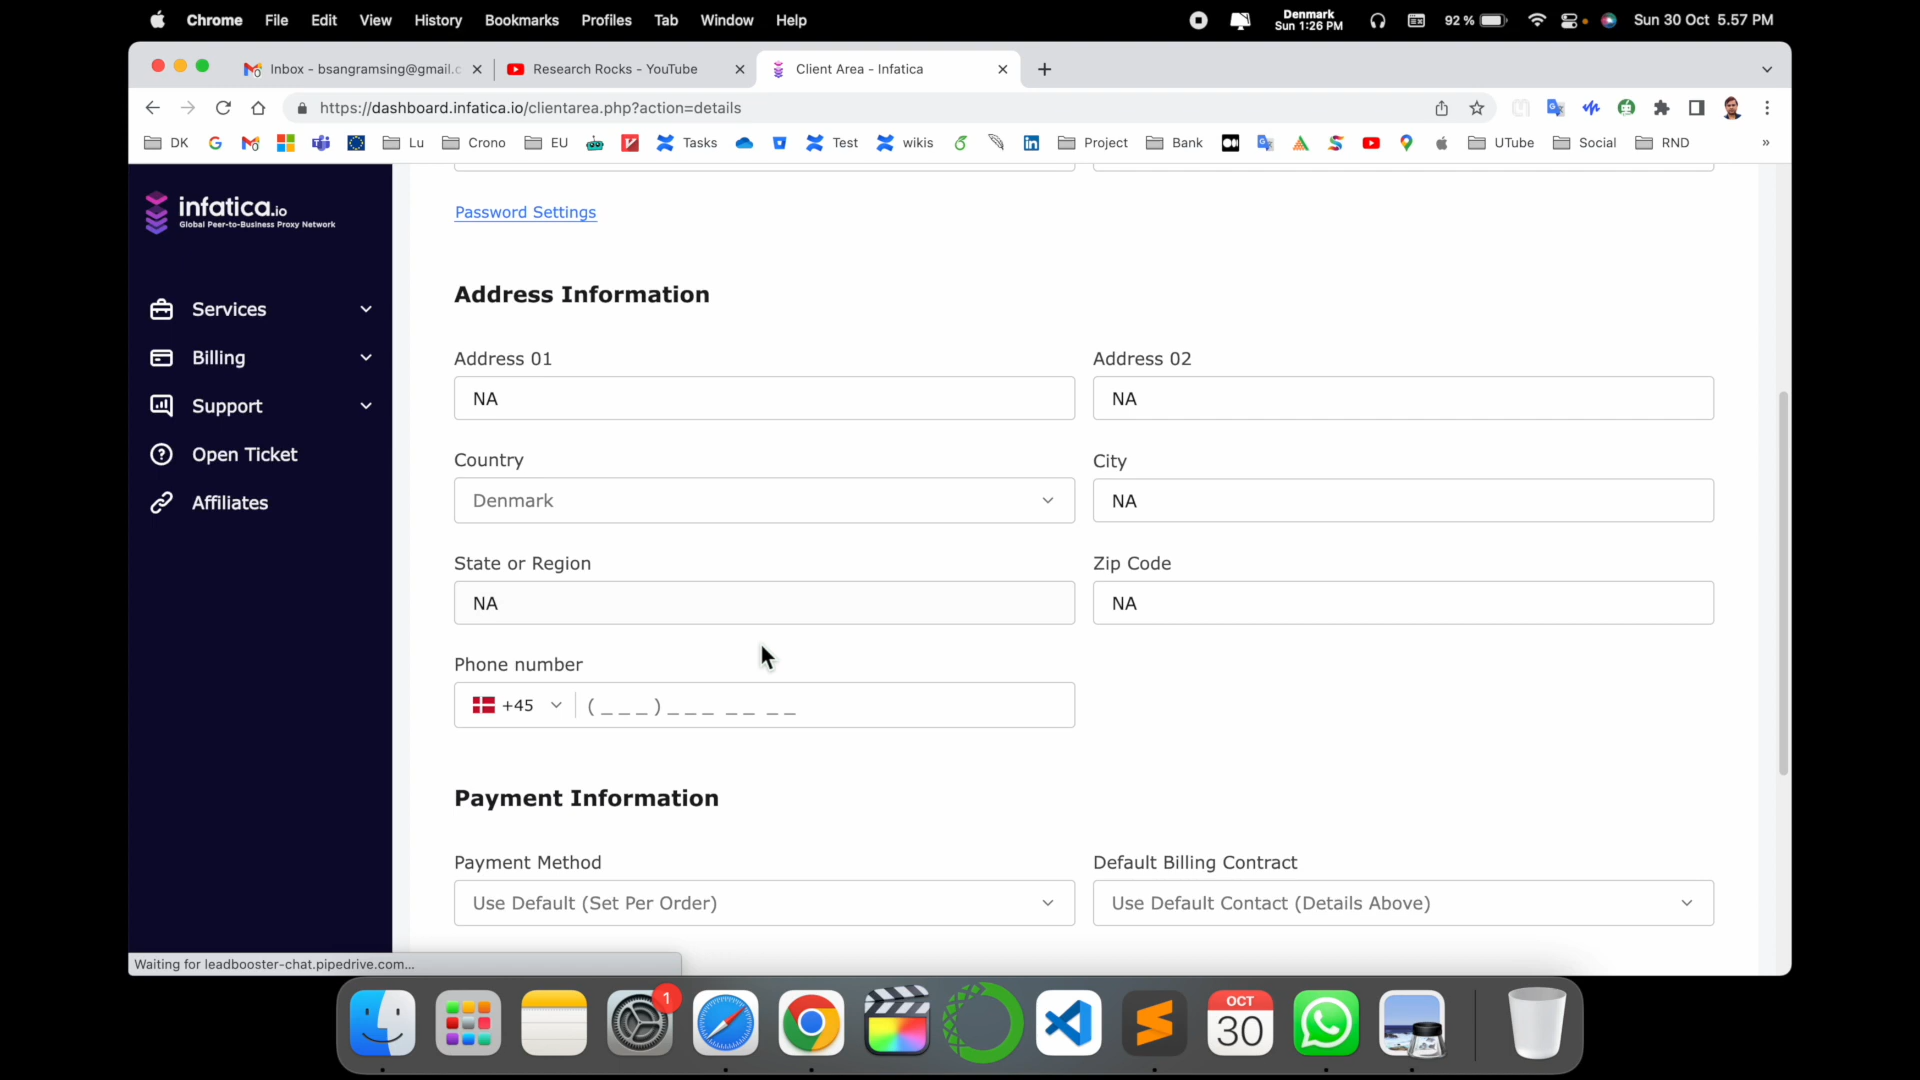 Chrome File Edit View History Bookmarks Profiles Tab Window Help
Denmark
Sun 1:26 PM
92 %
Sun 30 Oct 5.57 PM
Inbox - bsangramsing@gmail.c
Research Rocks - YouTube
Client Area - Infatica
https://dashboard.infatica.io/clientarea.php?action=details
DK Lu Crono EU Tasks Test wikis Project Bank UTube Social RND »
infatica.io
Global Peer-to-Business Proxy Network
Services
Billing
Support
Open Ticket
Affiliates
Password Settings
Address Information
Address 01 Address 02
NA NA
Country City
Denmark NA
State or Region Zip Code
NA NA
Phone number
+45 (___)___ __ __
Payment Information
Payment Method Default Billing Contract
Use Default (Set Per Order) Use Default Contact (Details Above)
Waiting for leadbooster-chat.pipedrive.com...
1
OCT
30